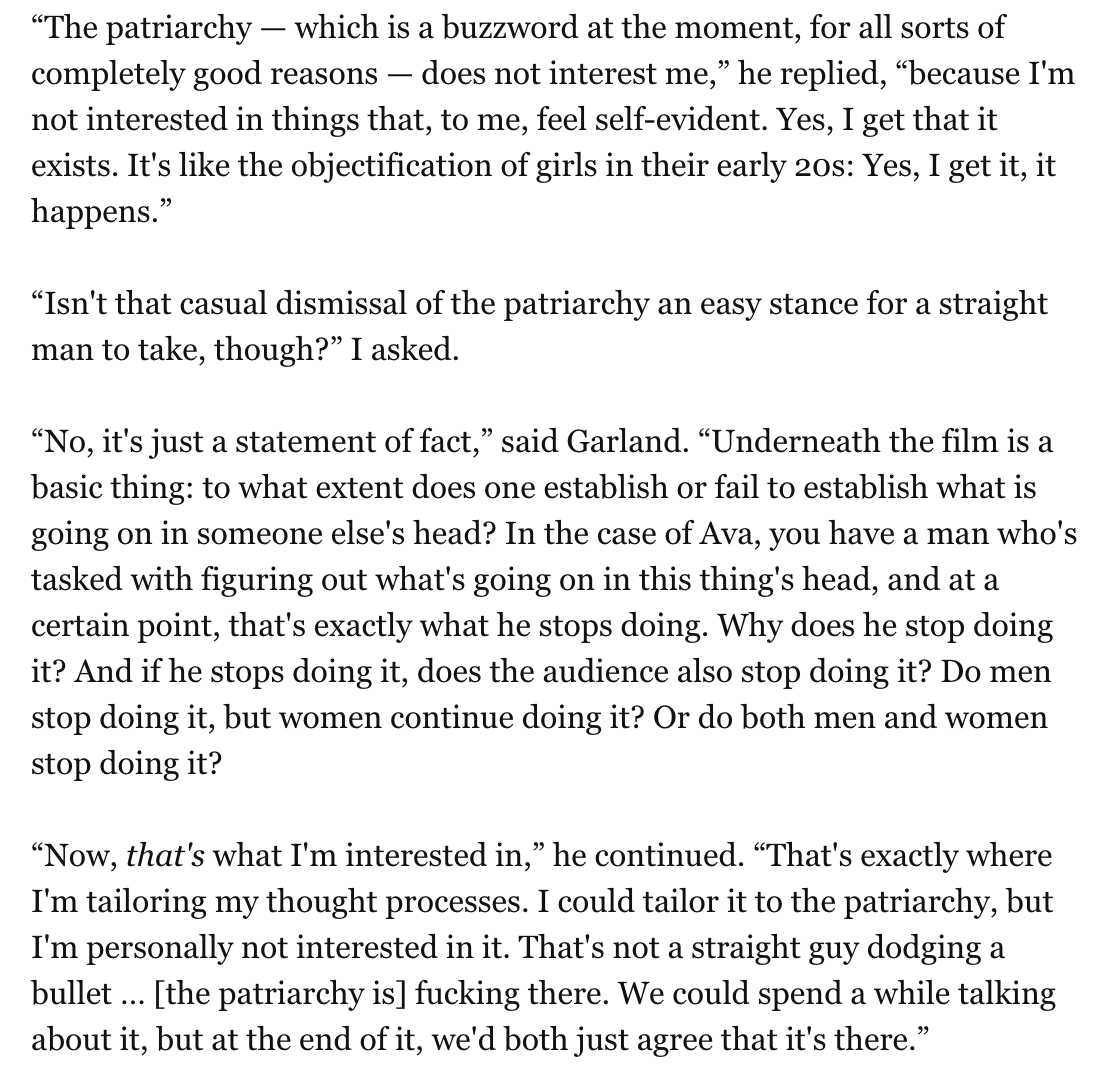 “The patriarchy — which is a buzzword at the moment, for all sorts of
completely good reasons — does not interest me,” he replied, “because I'm
not interested in things that, to me, feel self-evident. Yes, I get that it
exists. It's like the objectification of girls in their early 20s: Yes, I get it, it
happens.”
“Isn't that casual dismissal of the patriarchy an easy stance for a straight
man to take, though?” I asked.
“No, it's just a statement of fact,” said Garland. “Underneath the film is a
basic thing: to what extent does one establish or fail to establish what is
going on in someone else's head? In the case of Ava, you have a man who's
tasked with figuring out what's going on in this thing's head, and at a
certain point, that's exactly what he stops doing. Why does he stop doing
it? And if he stops doing it, does the audience also stop doing it? Do men
stop doing it, but women continue doing it? Or do both men and women
stop doing it?
“Now, that's what I'm interested in,” he continued. “That's exactly where
I'm tailoring my thought processes. I could tailor it to the patriarchy, but
I'm personally not interested in it. That's not a straight guy dodging a
bullet ... [the patriarchy is] fucking there. We could spend a while talking
about it, but at the end of it, we'd both just agree that it's there.”